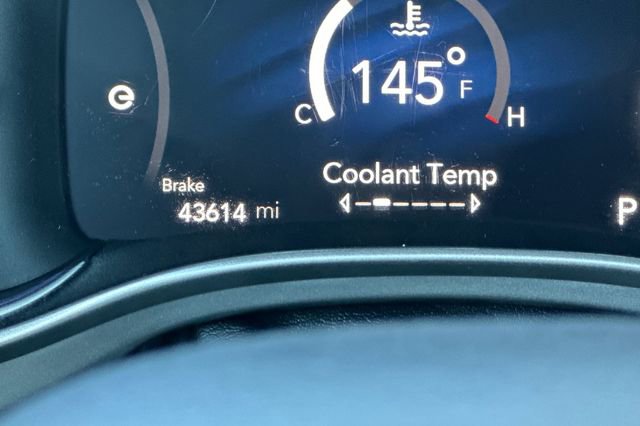 145° F
C H
Coolant Temp
Brake
43614 mi
P